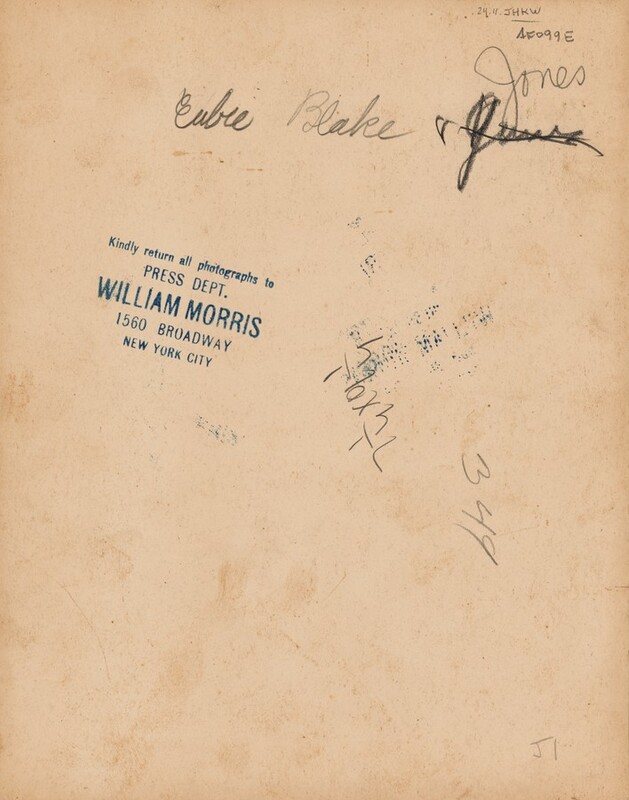 24.11.JHKW
AF099E
Jones
Eubie Blake &
Kindly return all photographs to
PRESS DEPT.
WILLIAM MORRIS
1560 BROADWAY
NEW YORK CITY
349
J1